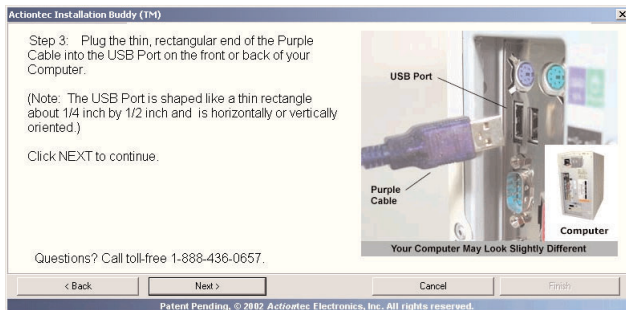 Actiontec Installation Buddy (TM)
Step 3: Plug the thin, rectangular end of the Purple
Cable into the USB Port on the front or back of your
Computer.
(Note: The USB Port is shaped like a thin rectangle
about 1/4 inch by 1/2 inch and is horizontally or vertically
oriented.)
Click NEXT to continue.
Questions? Call toll-free 1-888-436-0657.
USB Port
Purple
Cable
Computer
Your Computer May Look Slightly Different
< Back
Next >
Cancel
Finish
Patent Pending, © 2002 Actiontec Electronics, Inc. All rights reserved.